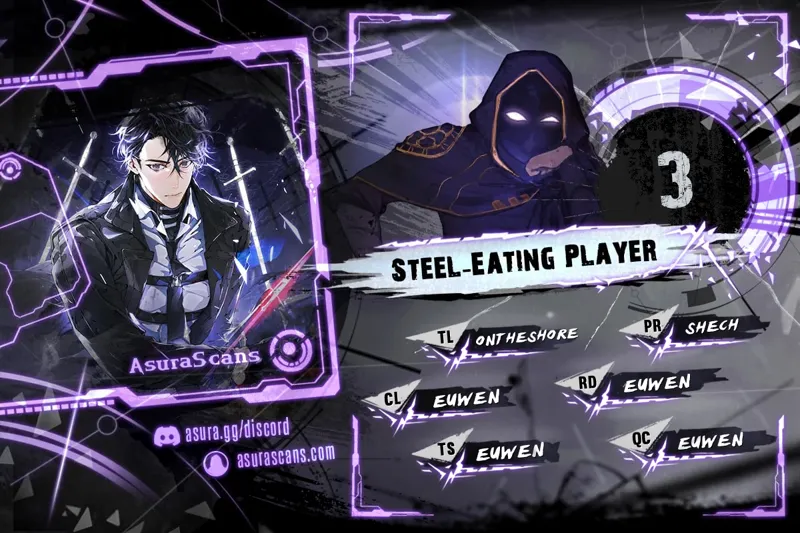 AsuraScans
asura.gg/discord
asurascans.com
3
STEEL-EATING PLAYER
TL ONTHESHORE
PR SHECH
CL EUWEN
RD EUWEN
TS EUWEN
QC EUWEN